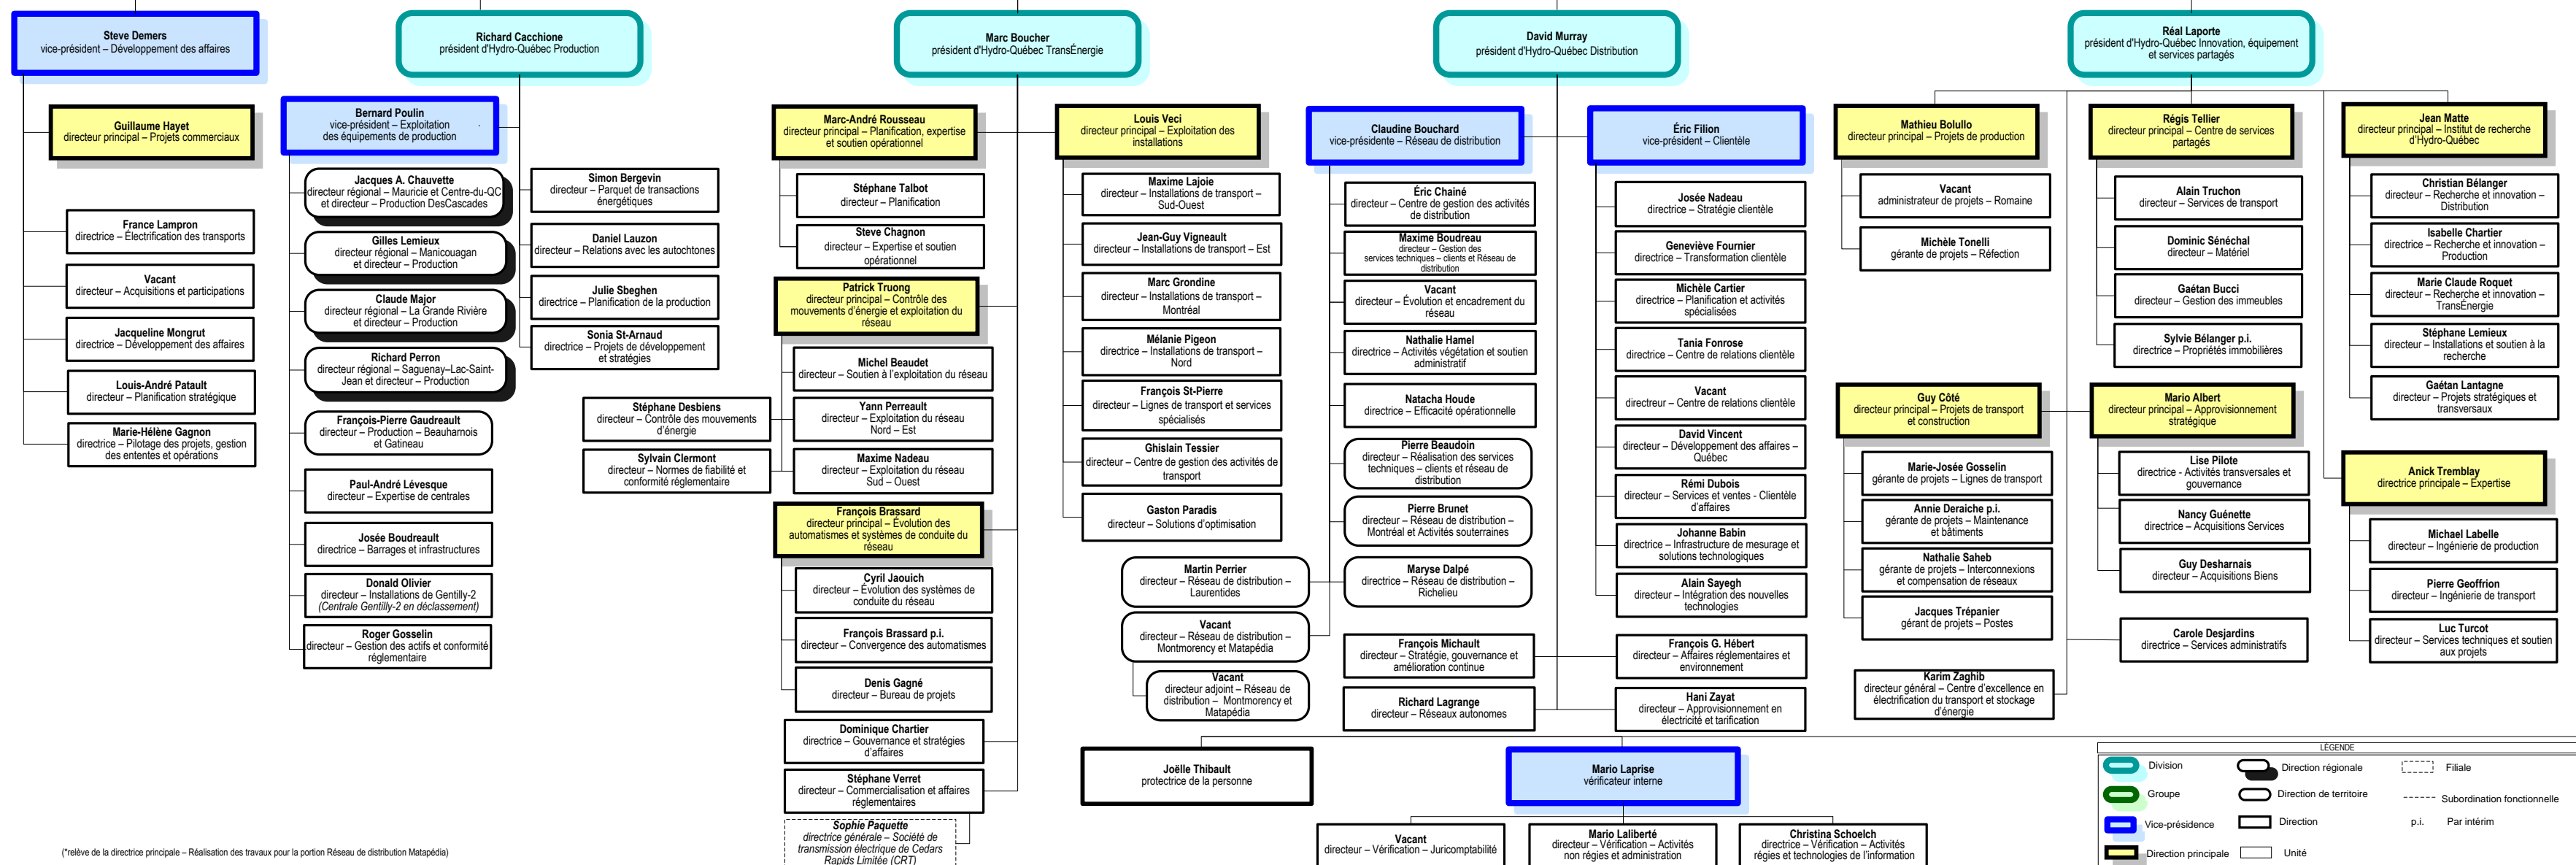 Steve Demers
vice-président – Développement des affaires
Guillaume Hayet
directeur principal – Projets commerciaux
France Lampron
directrice – Électrification des transports
Vacant
directeur – Acquisitions et participations
Jacqueline Mongrut
directrice – Développement des affaires
Louis-André Patault
directeur – Planification stratégique
Marie-Hélène Gagnon
directrice – Pilotage des projets, gestion
des ententes et opérations
Richard Cacchione
président d'Hydro-Québec Production
Bernard Poulin
vice-président – Exploitation
des équipements de production
Jacques A. Chauvette
directeur régional – Mauricie et Centre-du-QC
et directeur – Production DesCascades
Gilles Lemieux
directeur régional – Manicouagan
et directeur – Production
Claude Major
directeur régional – La Grande Rivière
et directeur – Production
Richard Perron
directeur régional – Saguenay–Lac-Saint-
Jean et directeur – Production
François-Pierre Gaudreault
directeur – Production – Beauharnois
et Gatineau
Paul-André Lévesque
directeur – Expertise de centrales
Josée Boudreault
directrice – Barrages et infrastructures
Donald Olivier
directeur – Installations de Gentilly-2
(Centrale Gentilly-2 en déclassement)
Roger Gosselin
directeur – Gestion des actifs et conformité
réglementaire
Simon Bergevin
directeur – Parquet de transactions
énergétiques
Daniel Lauzon
directeur – Relations avec les autochtones
Julie Sbeghen
directrice – Planification de la production
Sonia St-Arnaud
directrice – Projets de développement
et stratégies
Marc Boucher
président d'Hydro-Québec TransÉnergie
Marc-André Rousseau
directeur principal – Planification, expertise
et soutien opérationnel
Stéphane Talbot
directeur – Planification
Steve Chagnon
directeur – Expertise et soutien
opérationnel
Patrick Truong
directeur principal – Contrôle des
mouvements d'énergie et exploitation du
réseau
Michel Beaudet
directeur – Soutien à l'exploitation du réseau
Stéphane Desbiens
directeur – Contrôle des mouvements
d'énergie
Yann Perreault
directeur – Exploitation du réseau
Nord – Est
Sylvain Clermont
directeur – Normes de fiabilité et
conformité réglementaire
Maxime Nadeau
directeur – Exploitation du réseau
Sud – Ouest
François Brassard
directeur principal – Évolution des
automatismes et systèmes de conduite du
réseau
Cyril Jaouich
directeur – Évolution des systèmes de
conduite du réseau
François Brassard p.i.
directeur – Convergence des automatismes
Denis Gagné
directeur – Bureau de projets
Dominique Chartier
directrice – Gouvernance et stratégies
d'affaires
Stéphane Verret
directeur – Commercialisation et affaires
réglementaires
Sophie Paquette
directrice générale – Société de
transmission électrique de Cedars
Rapids Limitée (CRT)
Louis Veci
directeur principal – Exploitation des
installations
Maxime Lajoie
directeur – Installations de transport –
Sud-Ouest
Jean-Guy Vigneault
directeur – Installations de transport – Est
Marc Grondine
directeur – Installations de transport –
Montréal
Mélanie Pigeon
directrice – Installations de transport –
Nord
François St-Pierre
directeur – Lignes de transport et services
spécialisés
Ghislain Tessier
directeur – Centre de gestion des activités de
transport
Gaston Paradis
directeur – Solutions d'optimisation
David Murray
président d'Hydro-Québec Distribution
Claudine Bouchard
vice-présidente – Réseau de distribution
Éric Chainé
directeur – Centre de gestion des activités
de distribution
Maxime Boudreau
directeur – Gestion des
services techniques – clients et Réseau de
distribution
Vacant
directeur – Évolution et encadrement du
réseau
Nathalie Hamel
directrice – Activités végétation et soutien
administratif
Natacha Houde
directrice – Efficacité opérationnelle
Pierre Beaudoin
directeur – Réalisation des services
techniques – clients et réseau de
distribution
Pierre Brunet
directeur – Réseau de distribution –
Montréal et Activités souterraines
Martin Perrier
directeur – Réseau de distribution –
Laurentides
Maryse Dalpé
directrice – Réseau de distribution –
Richelieu
Vacant
directeur – Réseau de distribution –
Montmorency et Matapédia
Vacant
directeur adjoint – Réseau de
distribution – Montmorency et
Matapédia
François Michault
directeur – Stratégie, gouvernance et
amélioration continue
Richard Lagrange
directeur – Réseaux autonomes
Éric Filion
vice-président – Clientèle
Josée Nadeau
directrice – Stratégie clientèle
Geneviève Fournier
directrice – Transformation clientèle
Michèle Cartier
directrice – Planification et activités
spécialisées
Tania Fonrose
directrice – Centre de relations clientèle
Vacant
directeur – Centre de relations clientèle
David Vincent
directeur – Développement des affaires –
Québec
Rémi Dubois
directeur – Services et ventes - Clientèle
d'affaires
Johanne Babin
directrice – Infrastructure de mesurage et
solutions technologiques
Alain Sayegh
directeur – Intégration des nouvelles
technologies
François G. Hébert
directeur – Affaires réglementaires et
environnement
Hani Zayat
directeur – Approvisionnement en
électricité et tarification
Réal Laporte
président d'Hydro-Québec Innovation, équipement
et services partagés
Mathieu Bolullo
directeur principal – Projets de production
Vacant
administrateur de projets – Romaine
Michèle Tonelli
gérante de projets – Réfection
Guy Côté
directeur principal – Projets de transport
et construction
Marie-Josée Gosselin
gérante de projets – Lignes de transport
Annie Deraiche p.i.
gérante de projets – Maintenance
et bâtiments
Nathalie Saheb
gérante de projets – Interconnexions
et compensation de réseaux
Jacques Trépanier
gérant de projets – Postes
Karim Zaghib
directeur général – Centre d'excellence en
électrification du transport et stockage
d'énergie
Régis Tellier
directeur principal – Centre de services
partagés
Alain Truchon
directeur – Services de transport
Dominic Sénéchal
directeur – Matériel
Gaétan Bucci
directeur – Gestion des immeubles
Sylvie Bélanger p.i.
directrice – Propriétés immobilières
Mario Albert
directeur principal – Approvisionnement
stratégique
Lise Pilote
directrice - Activités transversales et
gouvernance
Nancy Guénette
directrice – Acquisitions Services
Guy Desharnais
directeur – Acquisitions Biens
Carole Desjardins
directrice – Services administratifs
Jean Matte
directeur principal – Institut de recherche
d'Hydro-Québec
Christian Bélanger
directeur – Recherche et innovation –
Distribution
Isabelle Chartier
directrice – Recherche et innovation –
Production
Marie Claude Roquet
directeur – Recherche et innovation –
TransÉnergie
Stéphane Lemieux
directeur – Installations et soutien à la
recherche
Gaétan Lantagne
directeur – Projets stratégiques et
transversaux
Anick Tremblay
directrice principale – Expertise
Michael Labelle
directeur – Ingénierie de production
Pierre Geoffrion
directeur – Ingénierie de transport
Luc Turcot
directeur – Services techniques et soutien
aux projets
Joëlle Thibault
protectrice de la personne
Mario Laprise
vérificateur interne
Vacant
directeur – Vérification – Juricomptabilité
Mario Laliberté
directeur – Vérification – Activités
non régies et administration
Christina Schoelch
directrice – Vérification – Activités
régies et technologies de l'information
(*relève de la directrice principale – Réalisation des travaux pour la portion Réseau de distribution Matapédia)
LÉGENDE
Division
Direction régionale
Filiale
Groupe
Direction de territoire
Subordination fonctionnelle
Vice-présidence
Direction
p.i. Par intérim
Direction principale
Unité